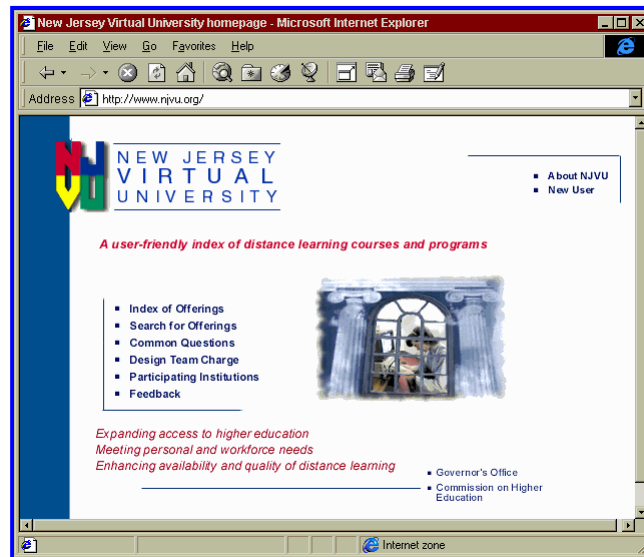 New Jersey Virtual University homepage - Microsoft Internet Explorer
File Edit View Go Favorites Help
Address http://www.njvu.org/
NJ
VU
NEW JERSEY
VIRTUAL
UNIVERSITY
About NJVU
New User
A user-friendly index of distance learning courses and programs
Index of Offerings
Search for Offerings
Common Questions
Design Team Charge
Participating Institutions
Feedback
Expanding access to higher education
Meeting personal and workforce needs
Enhancing availability and quality of distance learning
Governor's Office
Commission on Higher
Education
Internet zone